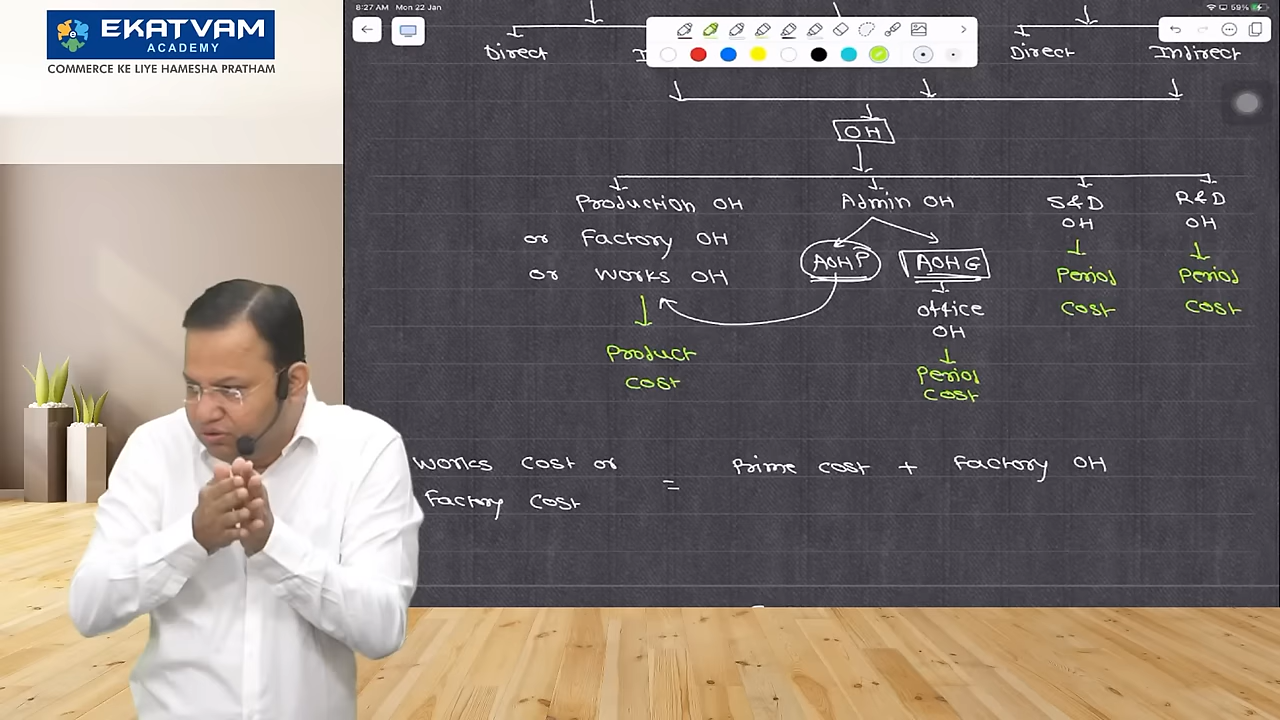 8:27 AM Mon 22 Jan
59%
EKATVAM
ACADEMY
COMMERCE KE LIYE HAMESHA PRATHAM
Direct
I
Direct
Indirect
OH
Production OH
Admin OH
S&D
OH
R&D
OH
or Factory OH
or Works OH
AOHP
AOHG
Office
OH
Product
Cost
Period
Cost
Period
Cost
Period
Cost
Works Cost or
Factory Cost
= Prime Cost + Factory OH